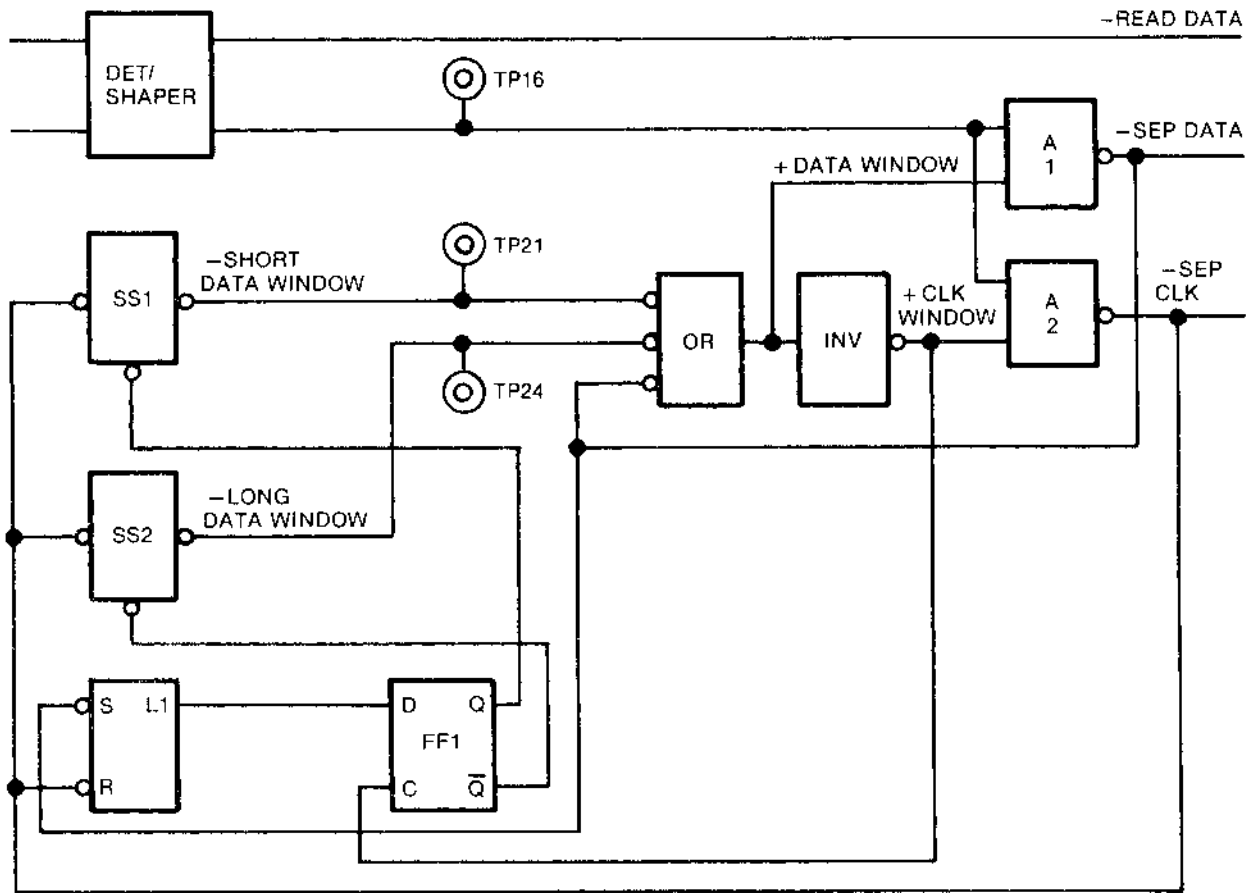 −READ DATA
DET/
SHAPER
TP16
A
1
−SEP DATA
+ DATA WINDOW
TP21
−SHORT
DATA WINDOW
SS1
−SEP
CLK
A
2
+ CLK
WINDOW
OR
INV
TP24
−LONG
DATA WINDOW
SS2
S
L1
R
D
Q
FF1
C
Q̅